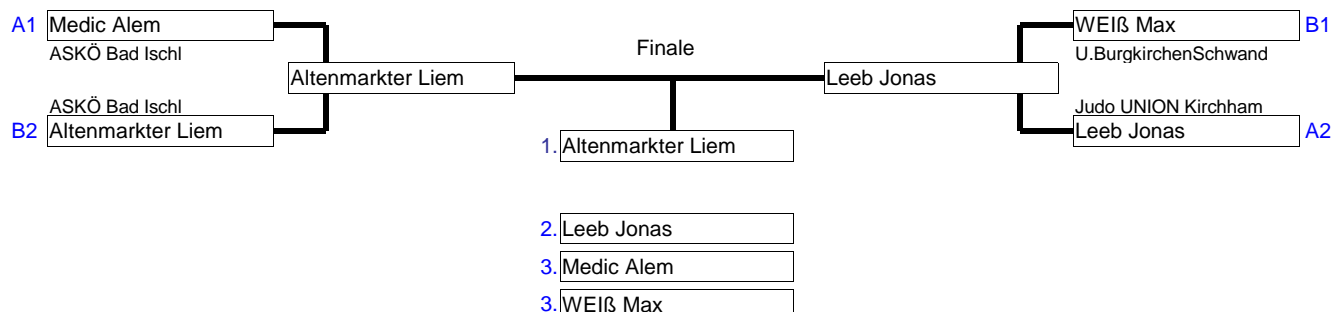 A1 Medic Alem
ASKÖ Bad Ischl
Altenmarkter Liem
ASKÖ Bad Ischl
B2 Altenmarkter Liem
Finale
WEIß Max B1
U.BurgkirchenSchwand
Leeb Jonas
Judo UNION Kirchham
Leeb Jonas A2
1. Altenmarkter Liem
2. Leeb Jonas
3. Medic Alem
3. WEIß Max